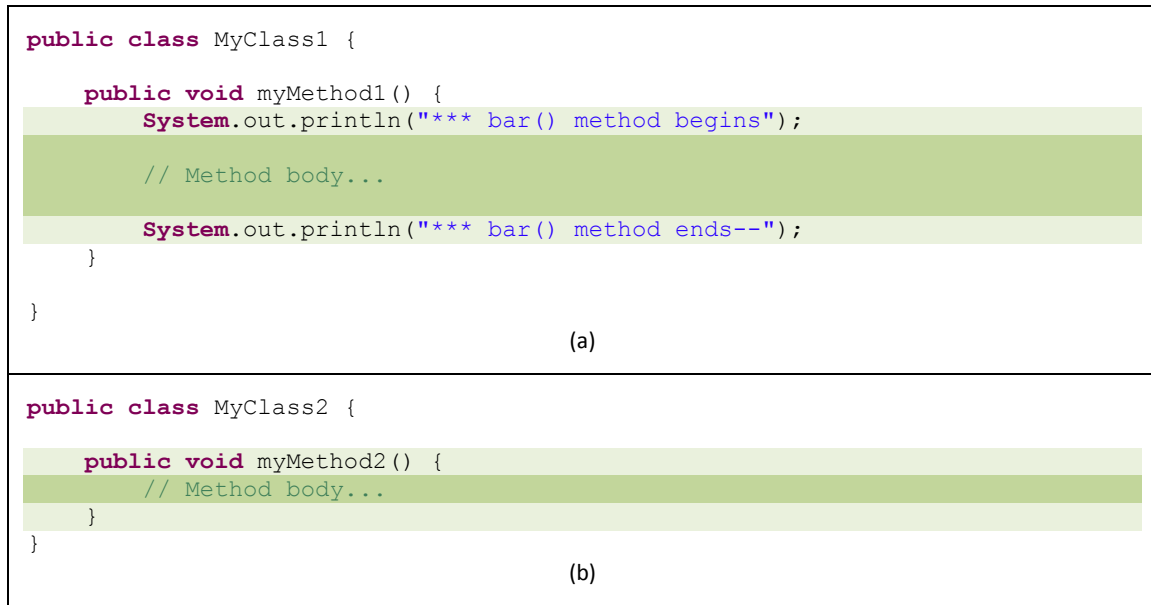 public class MyClass1 {
public void myMethod1() {
System.out.println("*** bar() method begins");
// Method body...
System.out.println("*** bar() method ends--");
}
}
(a)
public class MyClass2 {
public void myMethod2() {
// Method body...
}
}
(b)